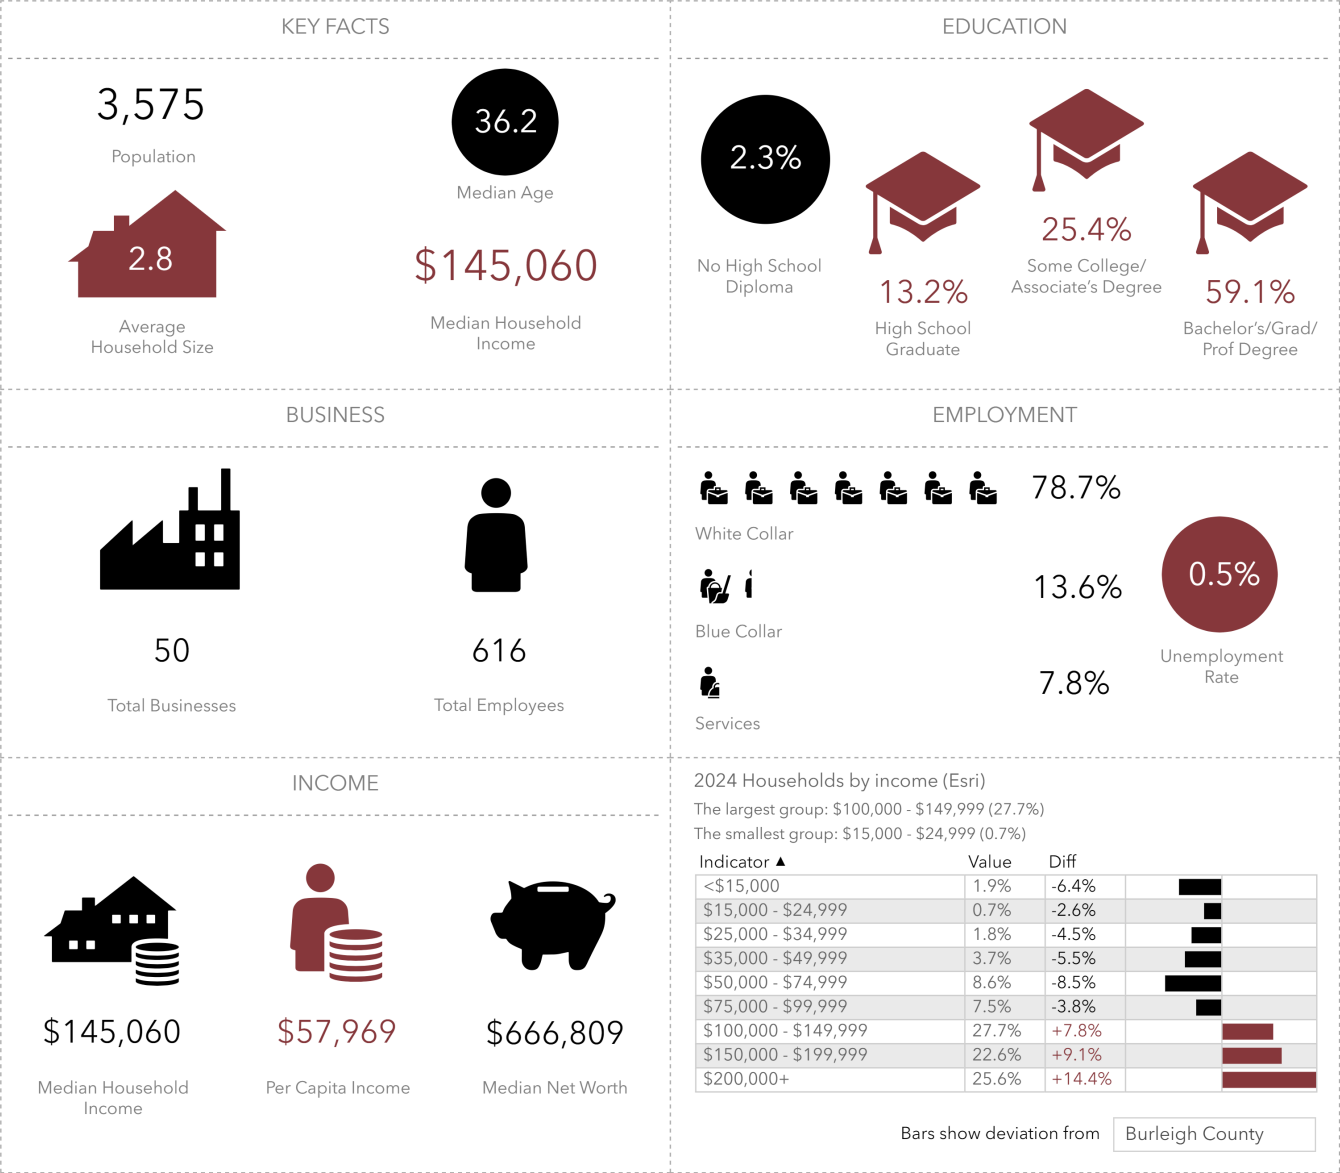 KEY FACTS
3,575
Population
36.2
Median Age
2.8
Average
Household Size
$145,060
Median Household
Income
EDUCATION
2.3%
No High School
Diploma
13.2%
High School
Graduate
25.4%
Some College/
Associate's Degree
59.1%
Bachelor's/Grad/
Prof Degree
BUSINESS
50
Total Businesses
616
Total Employees
EMPLOYMENT
78.7%
White Collar
13.6%
Blue Collar
7.8%
Services
0.5%
Unemployment
Rate
INCOME
$145,060
Median Household
Income
$57,969
Per Capita Income
$666,809
Median Net Worth
2024 Households by income (Esri)
The largest group: $100,000 - $149,999 (27.7%)
The smallest group: $15,000 - $24,999 (0.7%)
Indicator ▲ Value Diff
<$15,000 1.9% -6.4%
$15,000 - $24,999 0.7% -2.6%
$25,000 - $34,999 1.8% -4.5%
$35,000 - $49,999 3.7% -5.5%
$50,000 - $74,999 8.6% -8.5%
$75,000 - $99,999 7.5% -3.8%
$100,000 - $149,999 27.7% +7.8%
$150,000 - $199,999 22.6% +9.1%
$200,000+ 25.6% +14.4%
Bars show deviation from Burleigh County